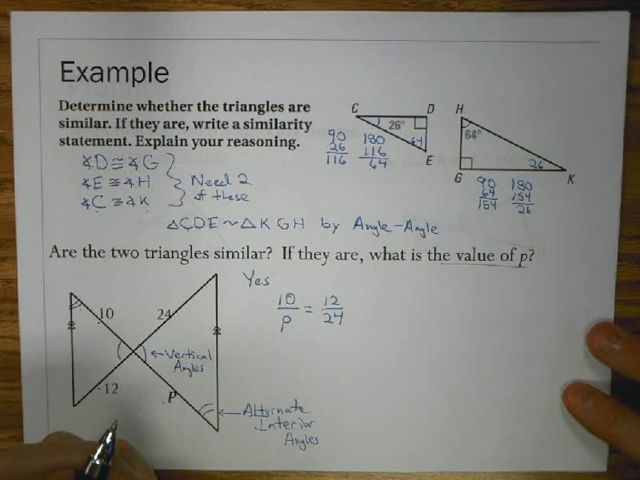 Example
Determine whether the triangles are
similar. If they are, write a similarity
statement. Explain your reasoning.
∡D≅∡G
∡E≅∡H
∡C≅∡K
Need 2
of these
C
D
E
26°
64
90
26
116
180
116
64
H
G
K
64°
26
90
64
154
180
154
26
△CDE ~ △KGH by Angle-Angle
Are the two triangles similar? If they are, what is the value of p?
Yes
10/p = 12/24
10
24
12
p
←Vertical
Angles
←Alternate
Interior
Angles